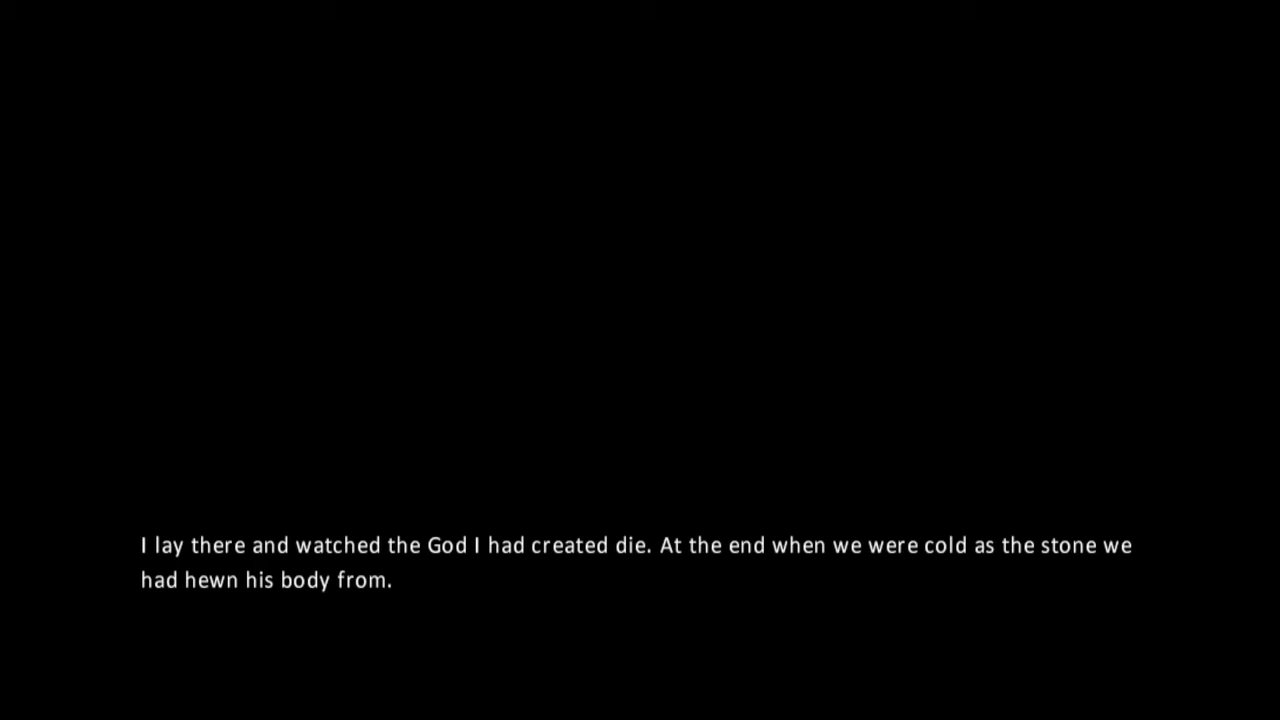 I lay there and watched the God I had created die. At the end when we were cold as the stone we
had hewn his body from.